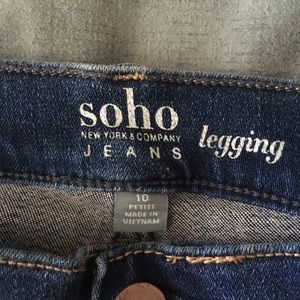 soho
NEW YORK & COMPANY
JEANS
legging
10
PETITE
MADE IN
VIETNAM